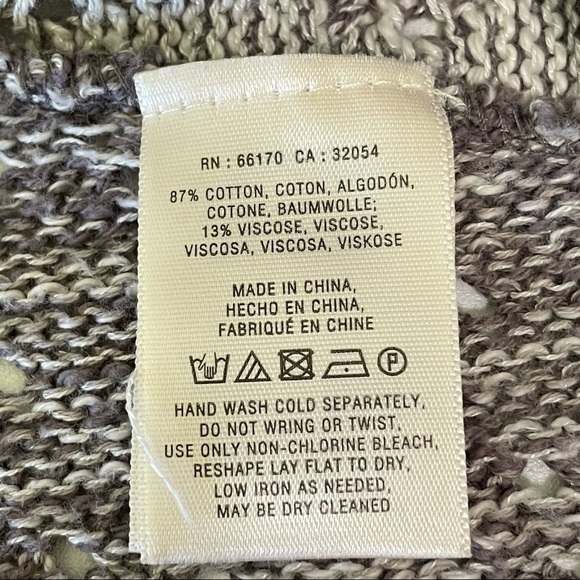 RN : 66170 CA : 32054
87% COTTON, COTON, ALGODÓN,
COTONE, BAUMWOLLE;
13% VISCOSE, VISCOSE,
VISCOSA, VISCOSA, VISKOSE
MADE IN CHINA,
HECHO EN CHINA,
FABRIQUÉ EN CHINE
P
HAND WASH COLD SEPARATELY,
DO NOT WRING OR TWIST,
USE ONLY NON-CHLORINE BLEACH,
RESHAPE LAY FLAT TO DRY,
LOW IRON AS NEEDED,
MAY BE DRY CLEANED